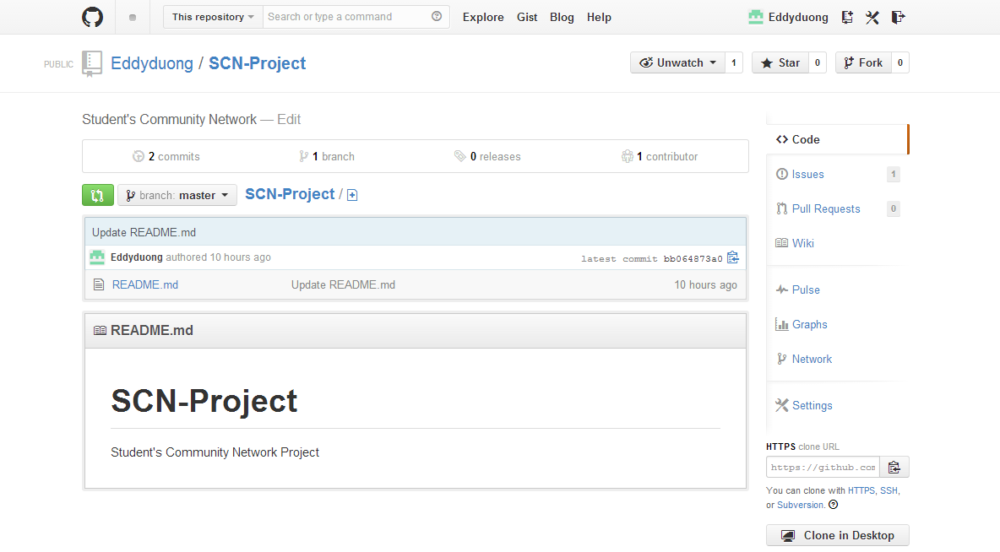 This repository Search or type a command Explore Gist Blog Help Eddyduong
PUBLIC Eddyduong / SCN-Project Unwatch 1 Star 0 Fork 0
Student's Community Network — Edit
2 commits 1 branch 0 releases 1 contributor
branch: master SCN-Project /
Update README.md
Eddyduong authored 10 hours ago latest commit bb064873a0
README.md Update README.md 10 hours ago
README.md
SCN-Project
Student's Community Network Project
Code
Issues 1
Pull Requests 0
Wiki
Pulse
Graphs
Network
Settings
HTTPS clone URL
https://github.com
You can clone with HTTPS, SSH,
or Subversion.
Clone in Desktop